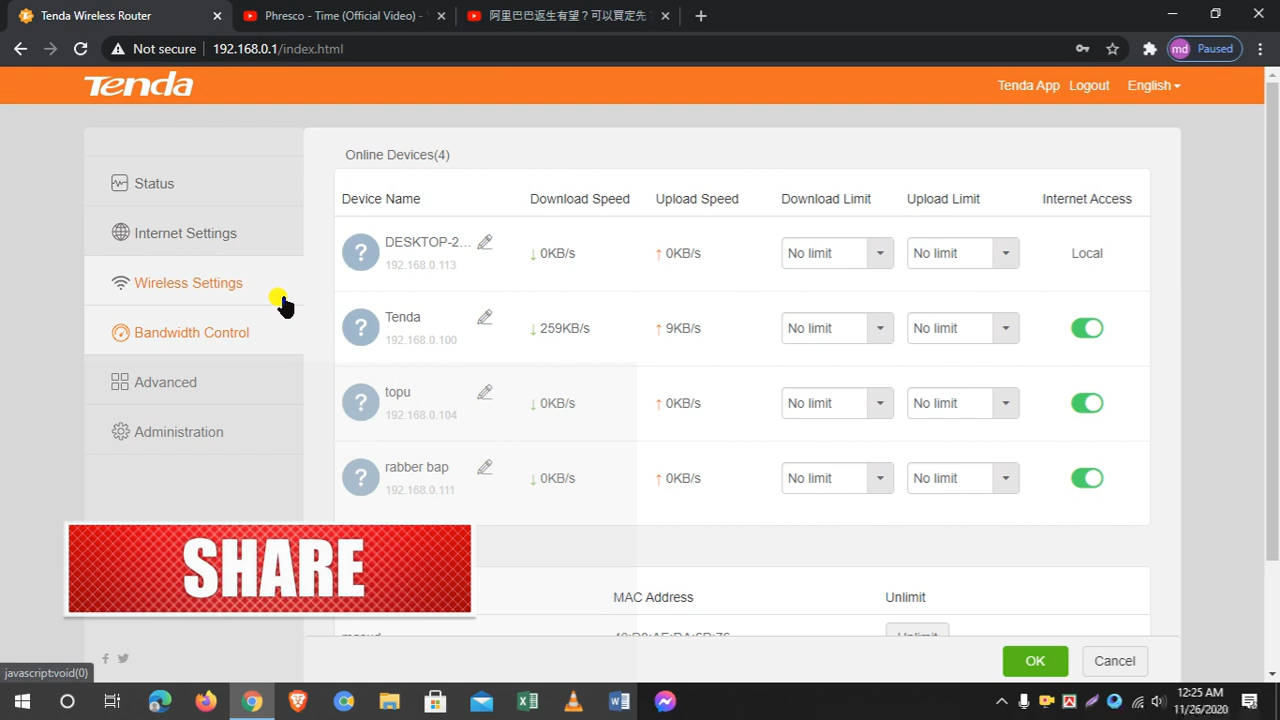 Tenda Wireless Router
Phresco - Time (Official Video) -
阿里巴巴返生有望？可以買定先
Not secure
192.168.0.1/index.html
md Paused
Tenda
Tenda App Logout English
Status
Internet Settings
Wireless Settings
Bandwidth Control
Advanced
Administration
Online Devices(4)
Device Name Download Speed Upload Speed Download Limit Upload Limit Internet Access
DESKTOP-2... ↓0KB/s ↑0KB/s No limit No limit Local
192.168.0.113
Tenda ↓259KB/s ↑9KB/s No limit No limit
192.168.0.100
topu ↓0KB/s ↑0KB/s No limit No limit
192.168.0.104
rabber bap ↓0KB/s ↑0KB/s No limit No limit
192.168.0.111
SHARE
MAC Address Unlimit
OK Cancel
javascript:void(0)
12:25 AM
11/26/2020